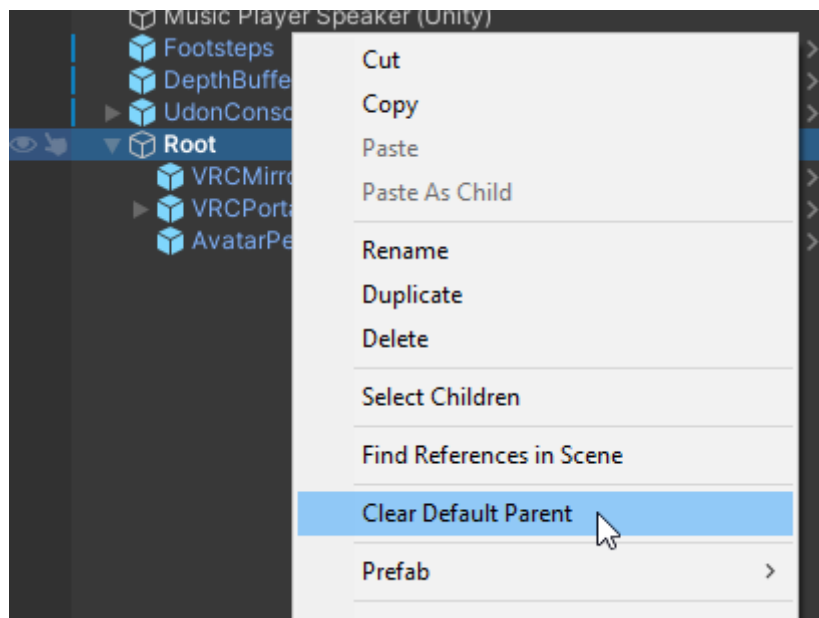 Music Player Speaker (Unity)
Footsteps
DepthBuffe
UdonConso
Root
VRCMirro
VRCPorta
AvatarPe
Cut
Copy
Paste
Paste As Child
Rename
Duplicate
Delete
Select Children
Find References in Scene
Clear Default Parent
Prefab